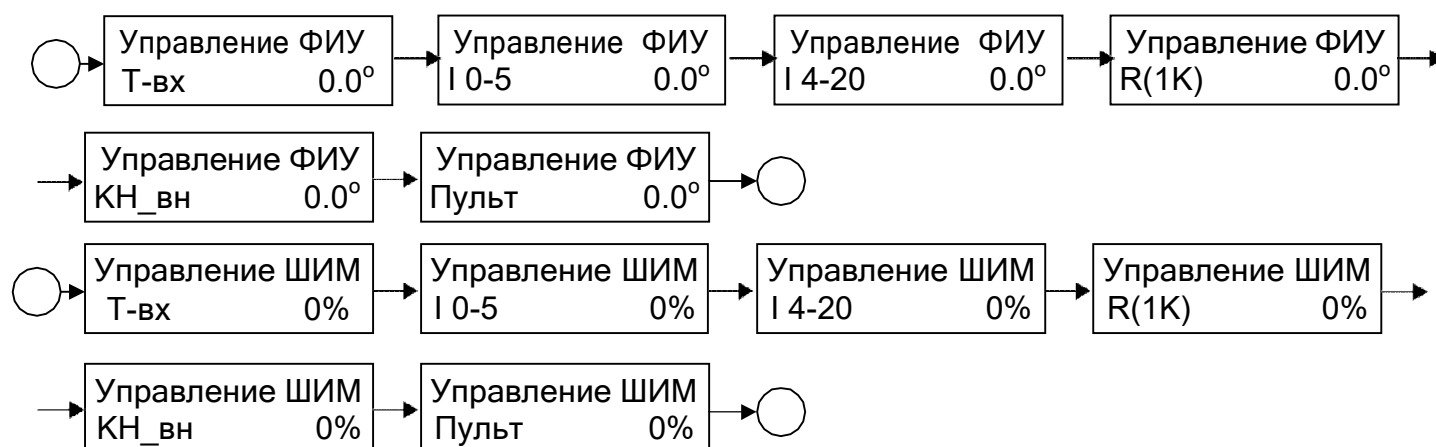 Управление ФИУ
Т-вх 0.0°
Управление ФИУ
I 0-5 0.0°
Управление ФИУ
I 4-20 0.0°
Управление ФИУ
R(1K) 0.0°
Управление ФИУ
КН_вн 0.0°
Управление ФИУ
Пульт 0.0°
Управление ШИМ
Т-вх 0%
Управление ШИМ
I 0-5 0%
Управление ШИМ
I 4-20 0%
Управление ШИМ
R(1K) 0%
Управление ШИМ
КН_вн 0%
Управление ШИМ
Пульт 0%